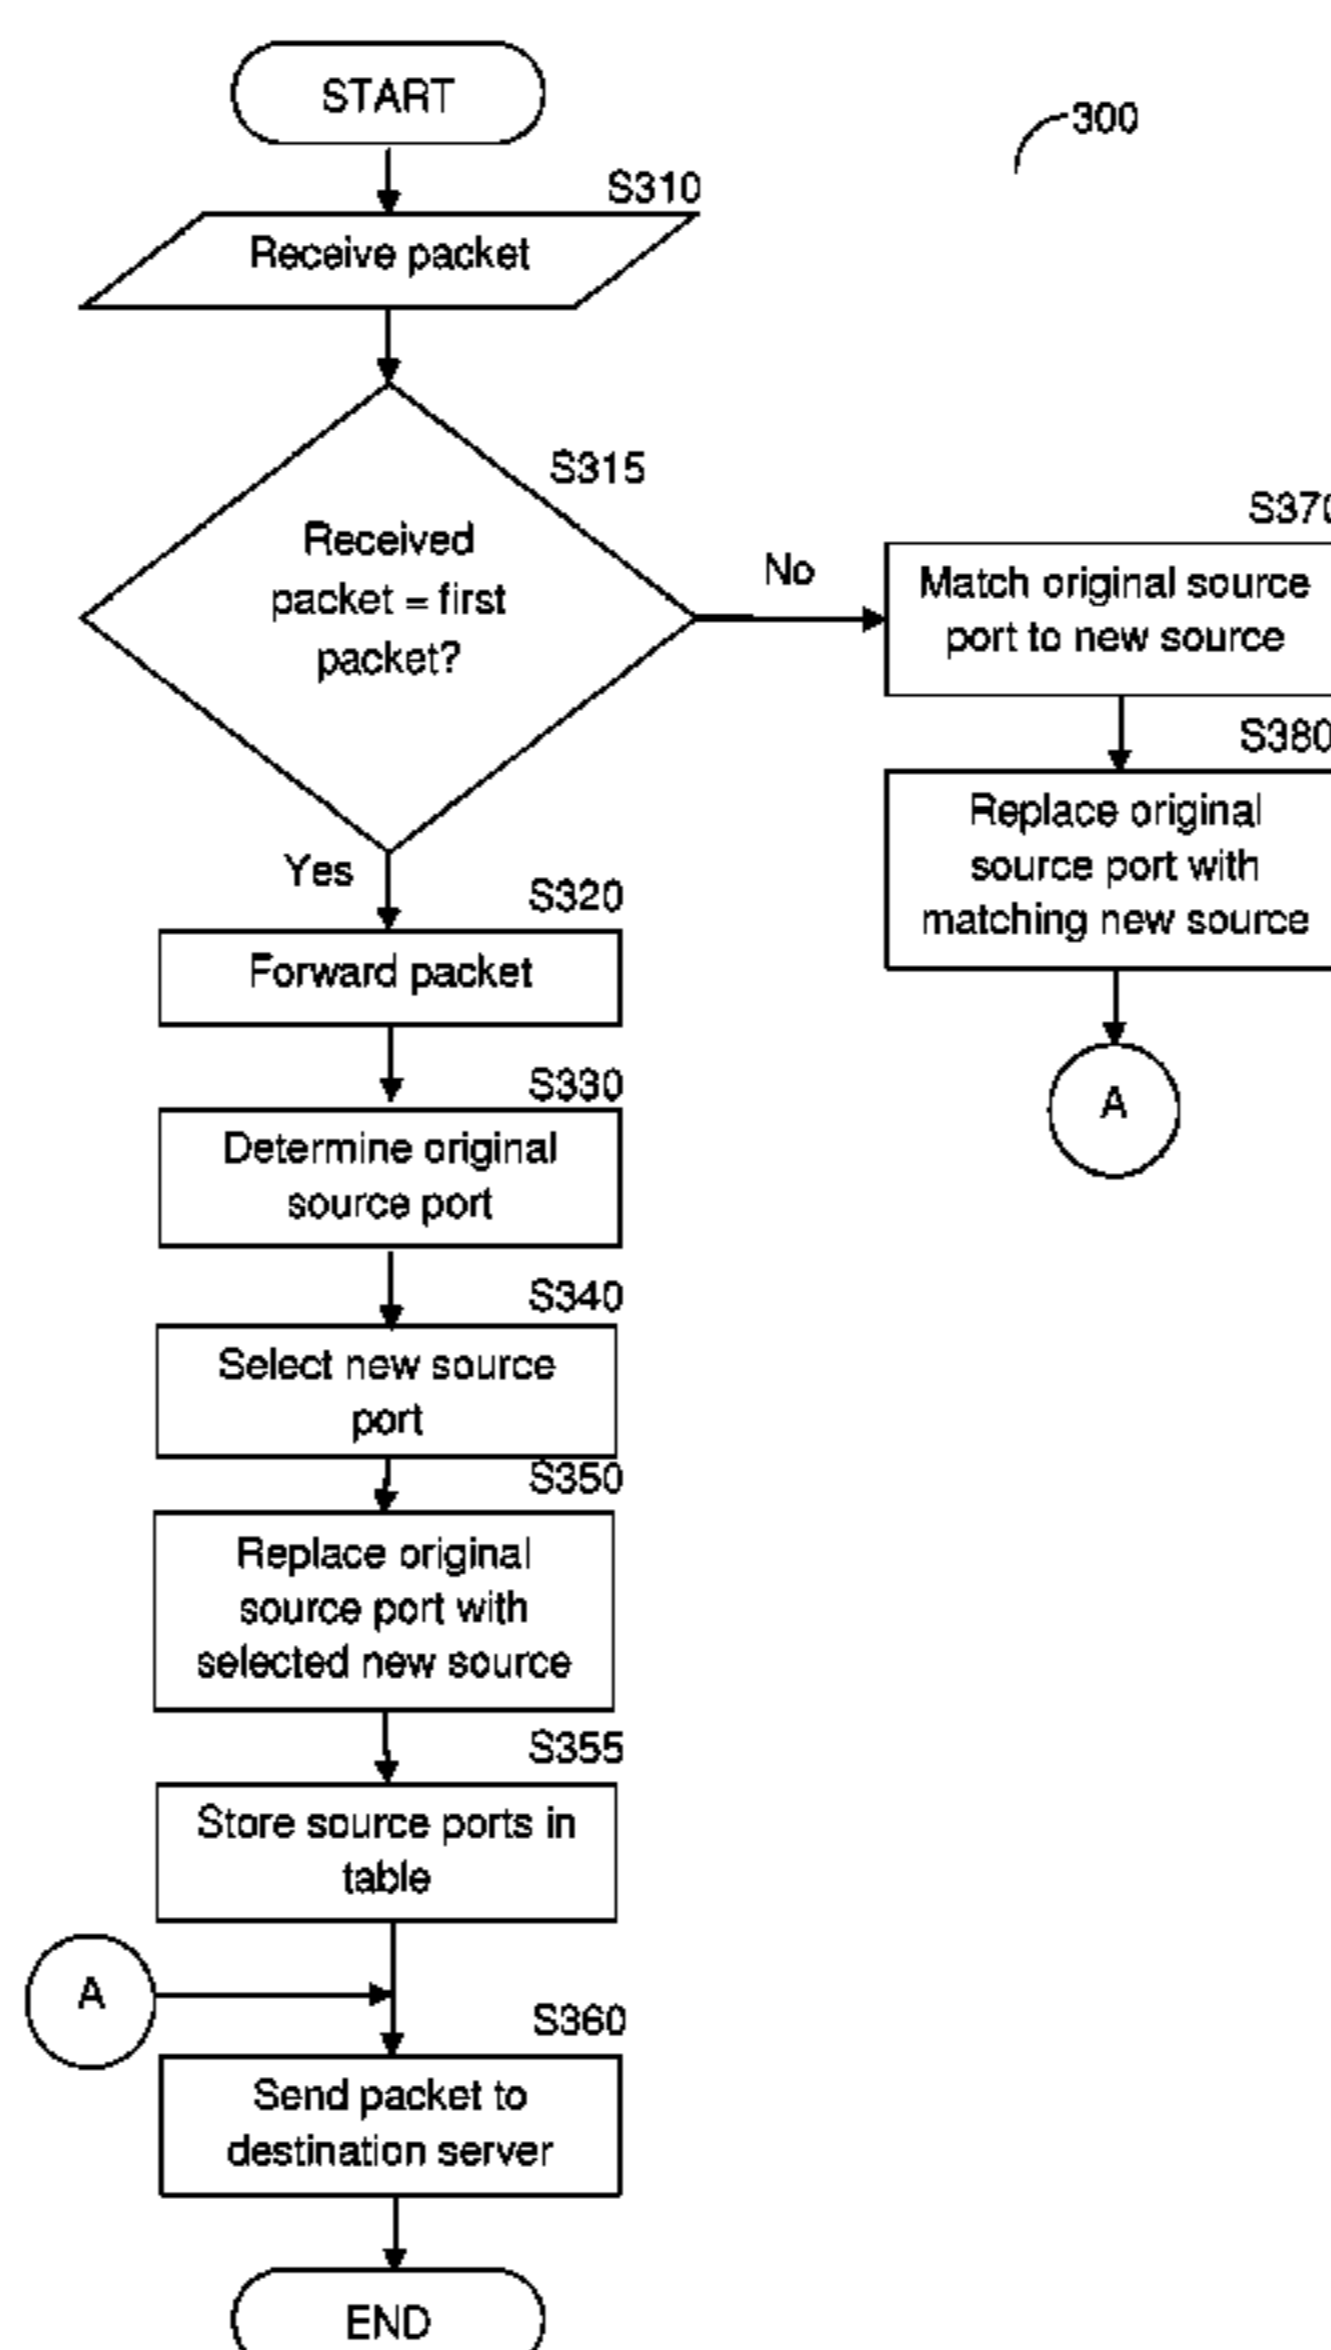 START
300
S310
Receive packet
S315
Received
packet = first
packet?
No
Yes
S370
Match original source
port to new source
S380
Replace original
source port with
matching new source
A
S320
Forward packet
S330
Determine original
source port
S340
Select new source
port
S350
Replace original
source port with
selected new source
S355
Store source ports in
table
A
S360
Send packet to
destination server
END